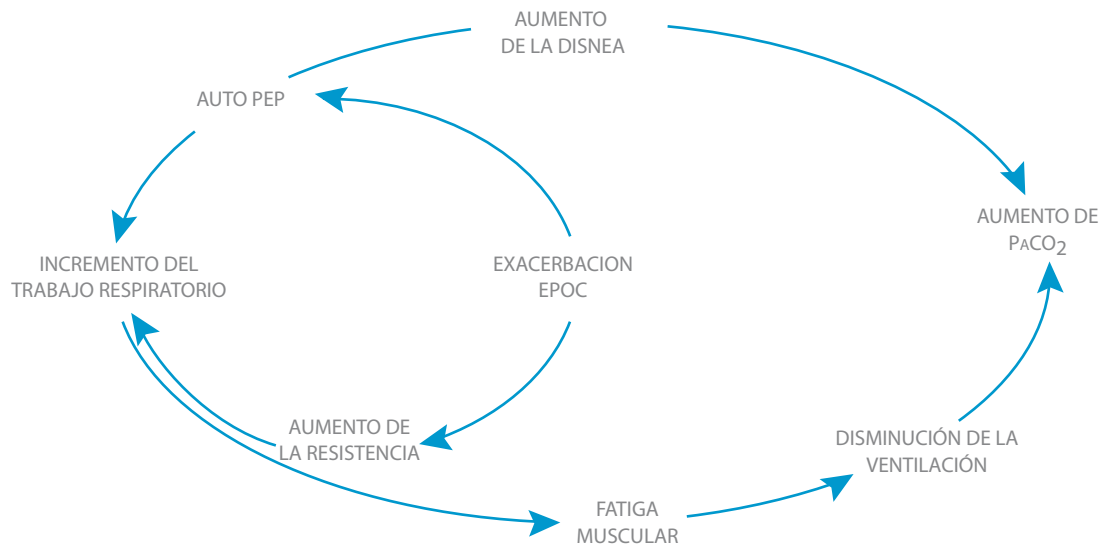 AUMENTO
DE LA DISNEA
AUTO PEP
AUMENTO DE
PACO2
INCREMENTO DEL
TRABAJO RESPIRATORIO
EXACERBACION
EPOC
AUMENTO DE
LA RESISTENCIA
DISMINUCIÓN DE LA
VENTILACIÓN
FATIGA
MUSCULAR